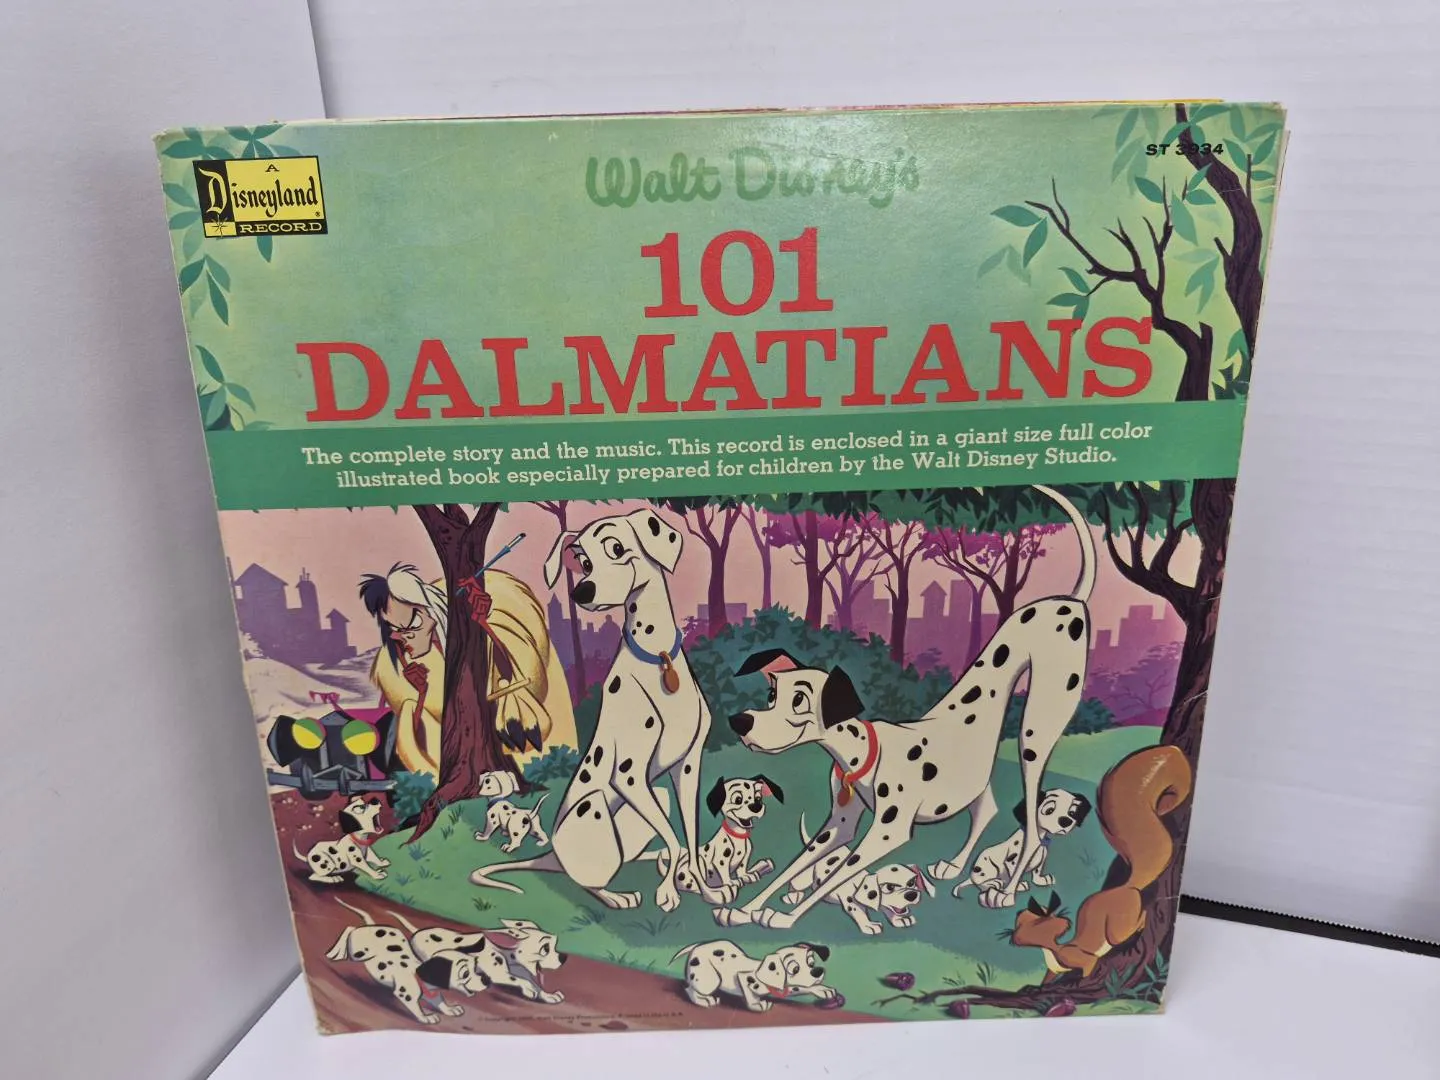 A
Disneyland®
RECORD
Walt Disney's
ST 3934
101
DALMATIANS
The complete story and the music. This record is enclosed in a giant size full color
illustrated book especially prepared for children by the Walt Disney Studio.